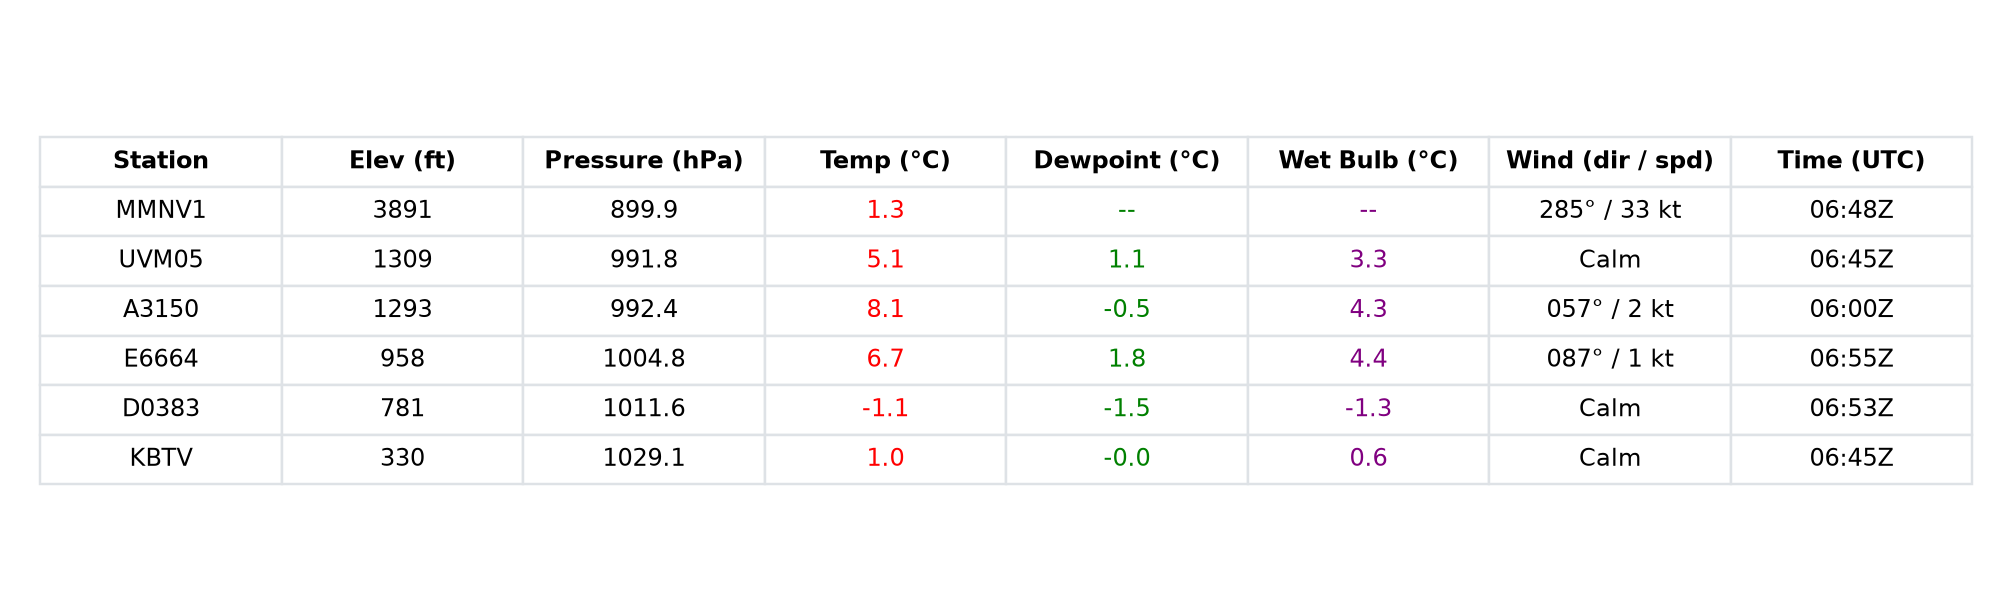 Station Elev (ft) Pressure (hPa) Temp (°C) Dewpoint (°C) Wet Bulb (°C) Wind (dir / spd) Time (UTC)
MMNV1 3891 899.9 1.3 -- -- 285° / 33 kt 06:48Z
UVM05 1309 991.8 5.1 1.1 3.3 Calm 06:45Z
A3150 1293 992.4 8.1 -0.5 4.3 057° / 2 kt 06:00Z
E6664 958 1004.8 6.7 1.8 4.4 087° / 1 kt 06:55Z
D0383 781 1011.6 -1.1 -1.5 -1.3 Calm 06:53Z
KBTV 330 1029.1 1.0 -0.0 0.6 Calm 06:45Z